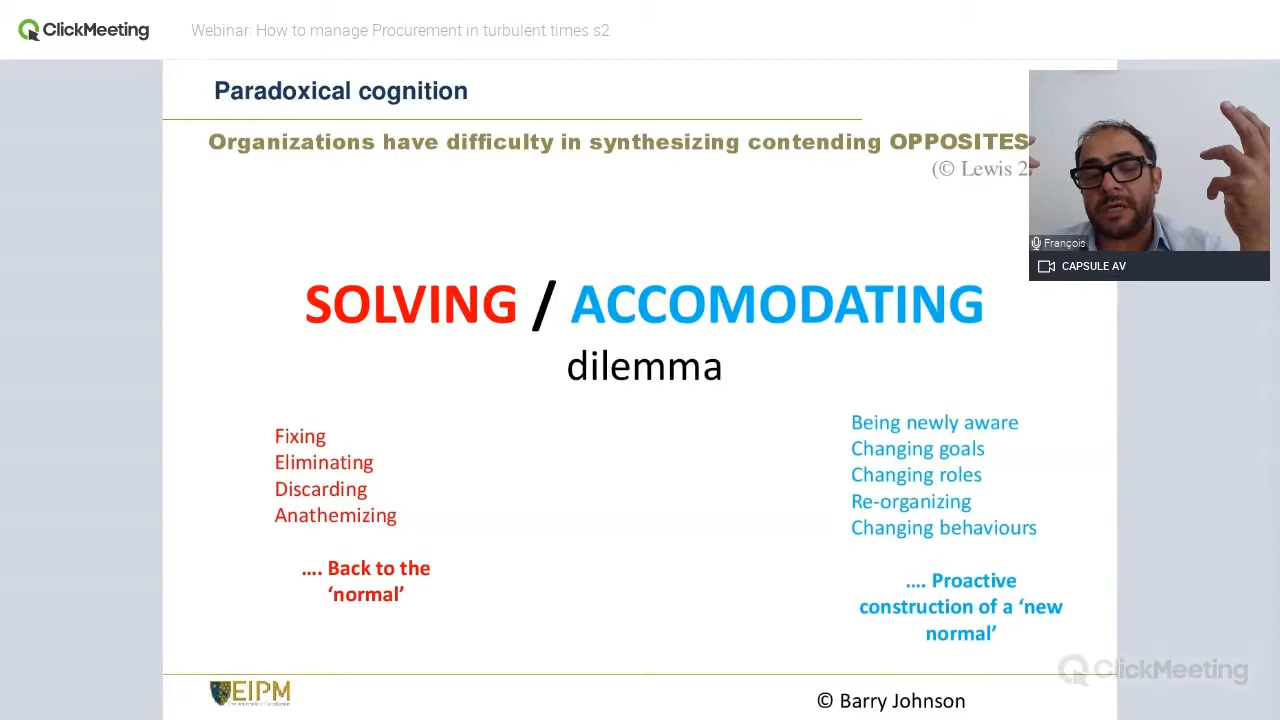 ClickMeeting
Webinar: How to manage Procurement in turbulent times s2
Paradoxical cognition
Organizations have difficulty in synthesizing contending OPPOSITES
(© Lewis 2
François
CAPSULE AV
SOLVING / ACCOMODATING
dilemma
Fixing
Eliminating
Discarding
Anathemizing
.... Back to the
‘normal’
Being newly aware
Changing goals
Changing roles
Re-organizing
Changing behaviours
.... Proactive
construction of a ‘new
normal’
ClickMeeting
EIPM
© Barry Johnson